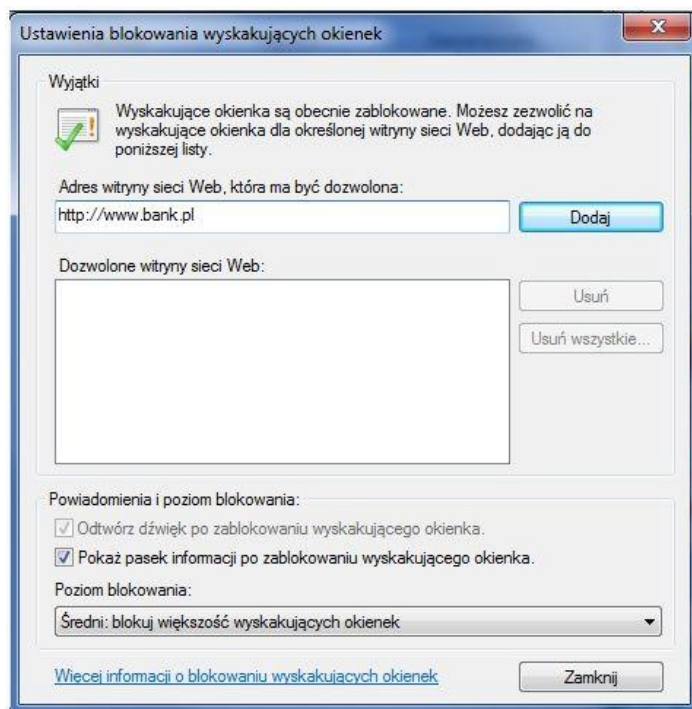 Ustawienia blokowania wyskakujących okienek
Wyjątki
Wyskakujące okienka są obecnie zablokowane. Możesz zezwolić na
wyskakujące okienka dla określonej witryny sieci Web, dodając ją do
poniższej listy.
Adres witryny sieci Web, która ma być dozwolona:
http://www.bank.pl
Dodaj
Dozwolone witryny sieci Web:
Usuń
Usuń wszystkie...
Powiadomienia i poziom blokowania:
Odtwórz dźwięk po zablokowaniu wyskakującego okienka.
Pokaż pasek informacji po zablokowaniu wyskakującego okienka.
Poziom blokowania:
Średni: blokuj większość wyskakujących okienek
Więcej informacji o blokowaniu wyskakujących okienek
Zamknij